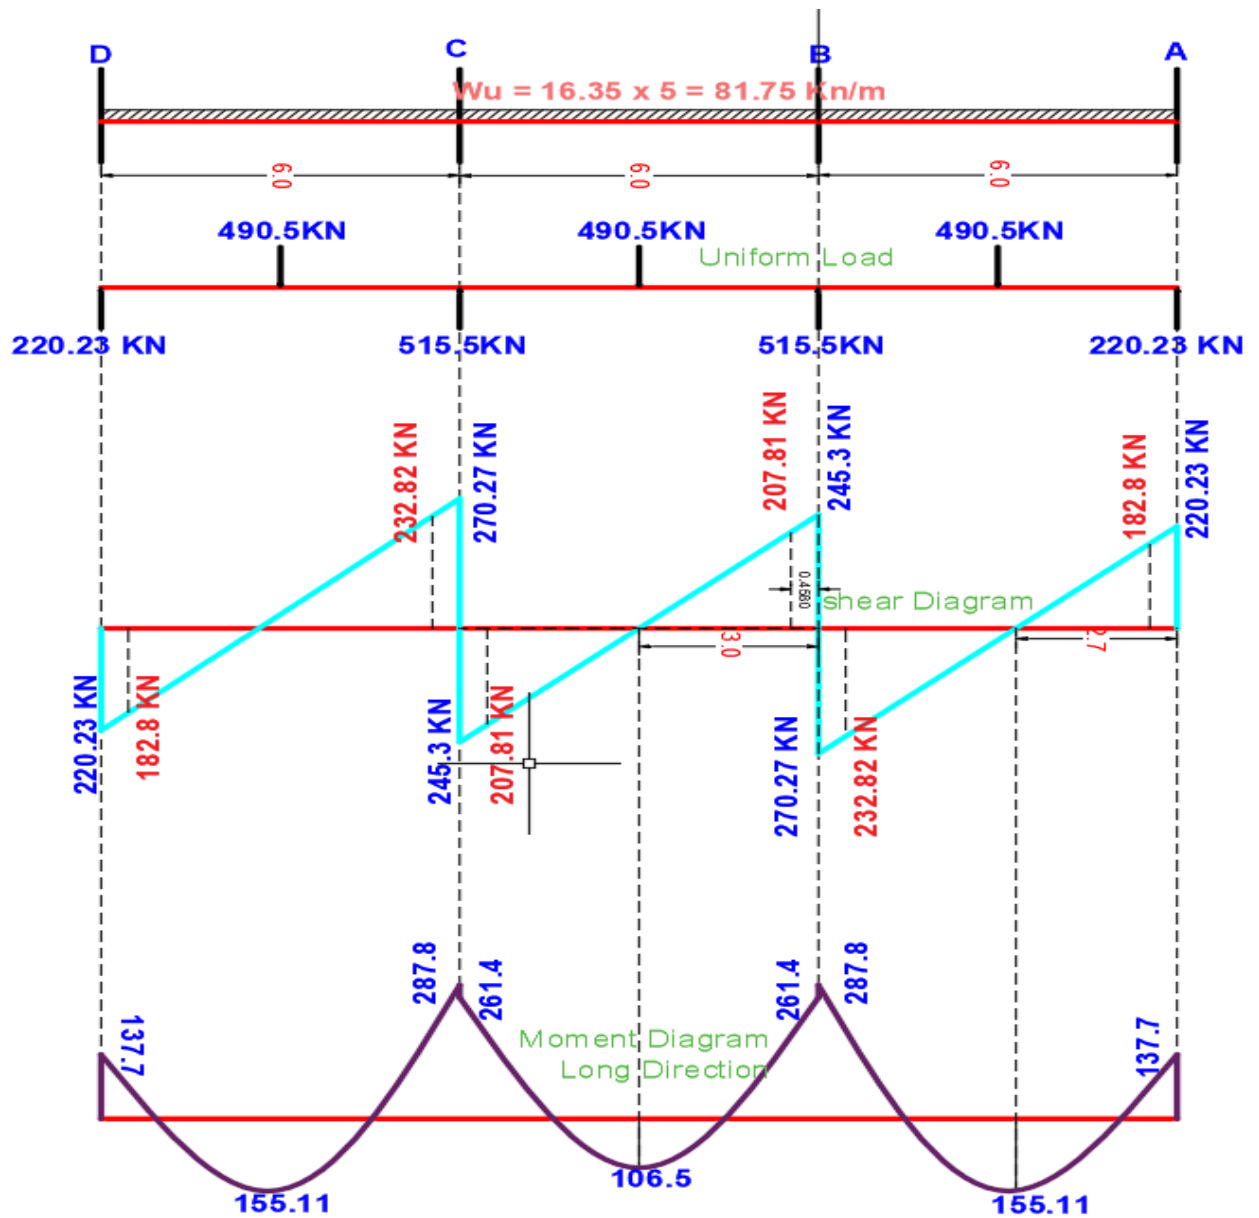 D
C
B
A
Wu = 16.35 x 5 = 81.75 Kn/m
6.0
6.0
6.0
490.5KN
490.5KN
490.5KN
Uniform Load
220.23 KN
515.5KN
515.5KN
220.23 KN
232.82 KN
270.27 KN
207.81 KN
245.3 KN
182.8 KN
220.23 KN
0.4580
shear Diagram
3.0
2.7
220.23 KN
182.8 KN
245.3 KN
207.81 KN
270.27 KN
232.82 KN
137.7
287.8
261.4
261.4
287.8
137.7
Moment Diagram
Long Direction
155.11
106.5
155.11